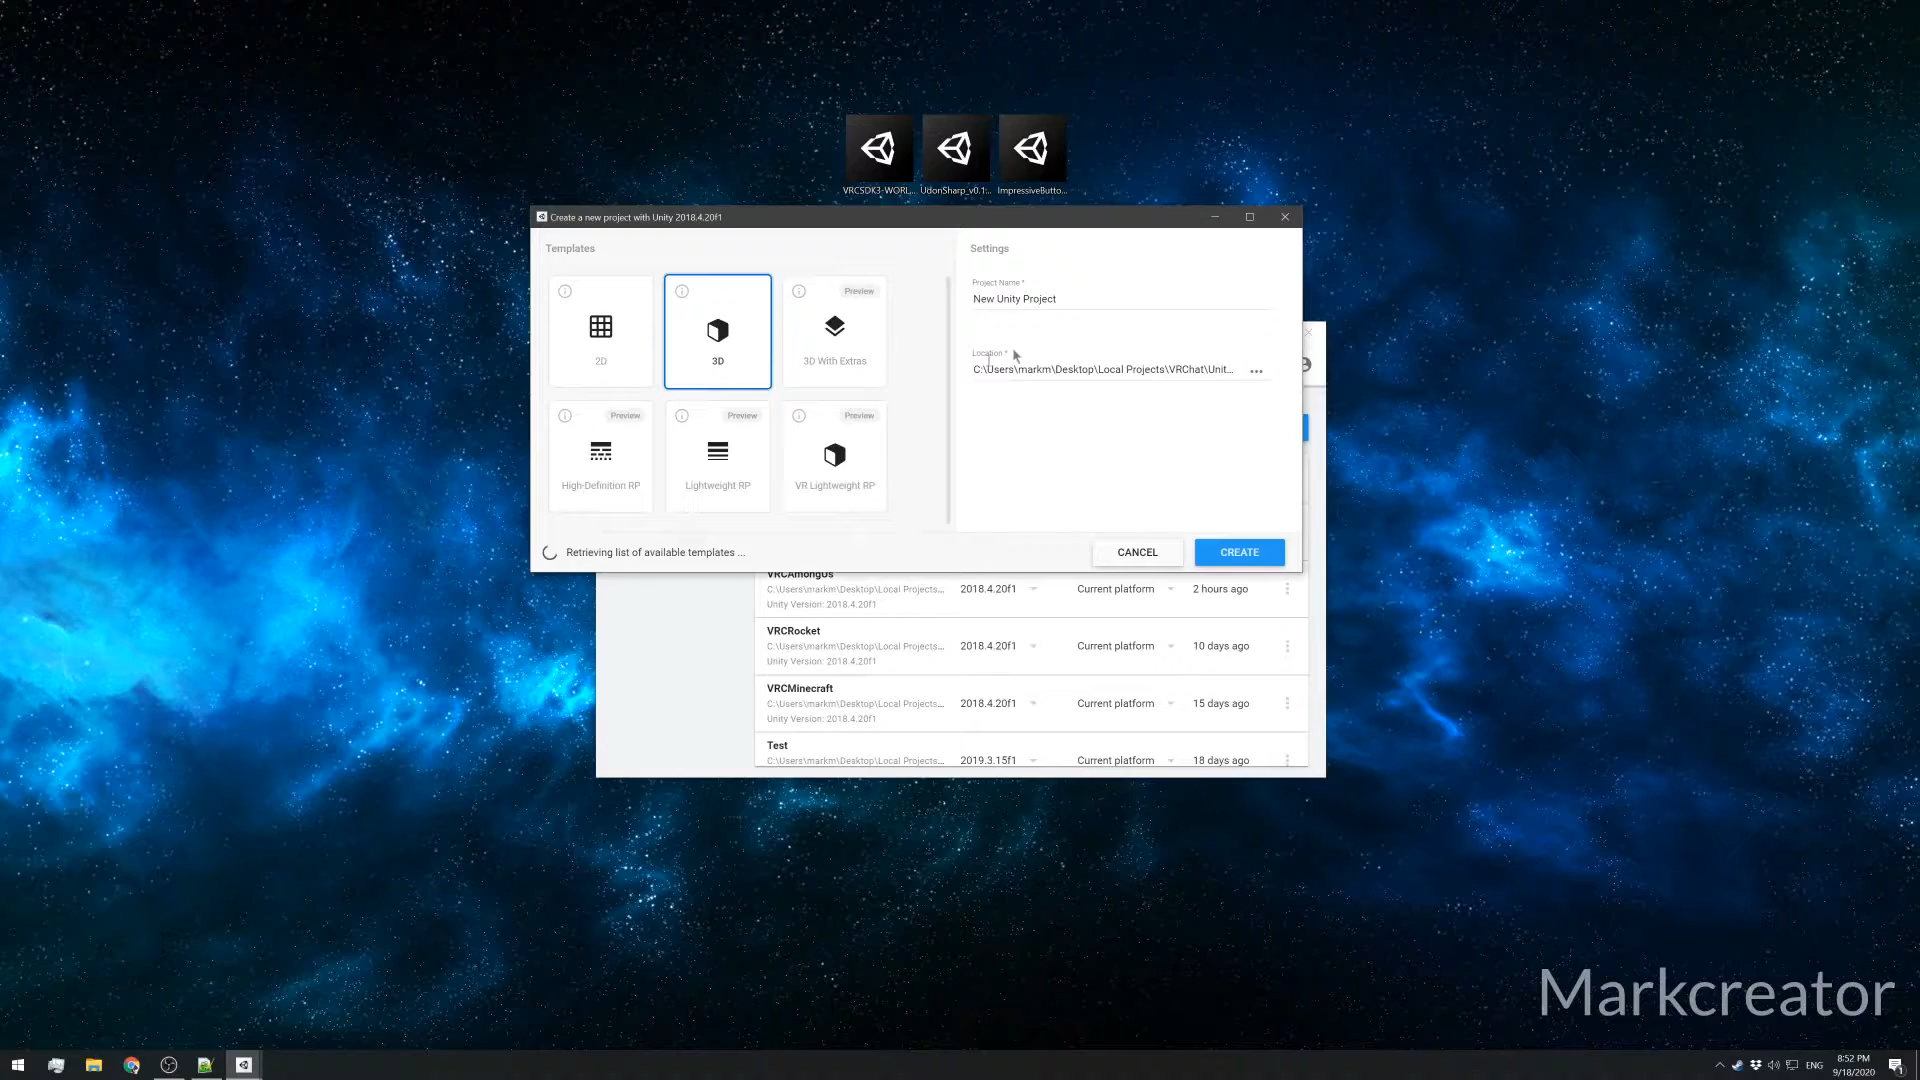 VRCSDK3-WORL...
UdonSharp_v0.1...
ImpressiveButto...
Create a new project with Unity 2018.4.20f1
Templates
Settings
2D
3D
Preview
3D With Extras
Project Name *
New Unity Project
Location *
C:\Users\markm\Desktop\Local Projects\VRChat\Unit...
Preview
High-Definition RP
Preview
Lightweight RP
Preview
VR Lightweight RP
Retrieving list of available templates ...
CANCEL
CREATE
VRCAmongUs
C:\Users\markm\Desktop\Local Projects...
Unity Version: 2018.4.20f1
2018.4.20f1
Current platform
2 hours ago
VRCRocket
C:\Users\markm\Desktop\Local Projects...
Unity Version: 2018.4.20f1
2018.4.20f1
Current platform
10 days ago
VRCMinecraft
C:\Users\markm\Desktop\Local Projects...
Unity Version: 2018.4.20f1
2018.4.20f1
Current platform
15 days ago
Test
C:\Users\markm\Desktop\Local Projects...
2019.3.15f1
Current platform
18 days ago
Markcreator
ENG
8:52 PM
9/18/2020
1